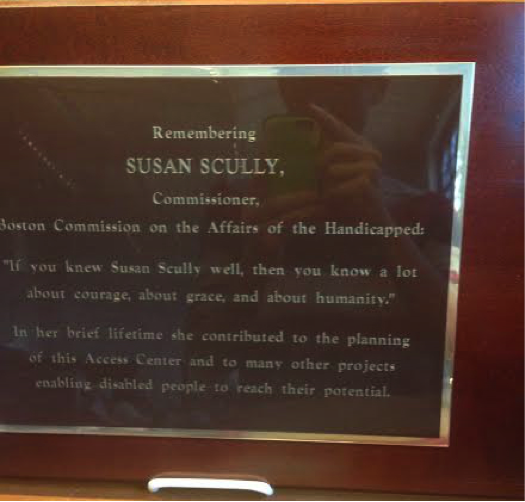 Remembering
SUSAN SCULLY,
Commissioner,
Boston Commission on the Affairs of the Handicapped:
"If you knew Susan Scully well, then you know a lot
about courage, about grace, and about humanity."
In her brief lifetime she contributed to the planning
of this Access Center and to many other projects
enabling disabled people to reach their potential.